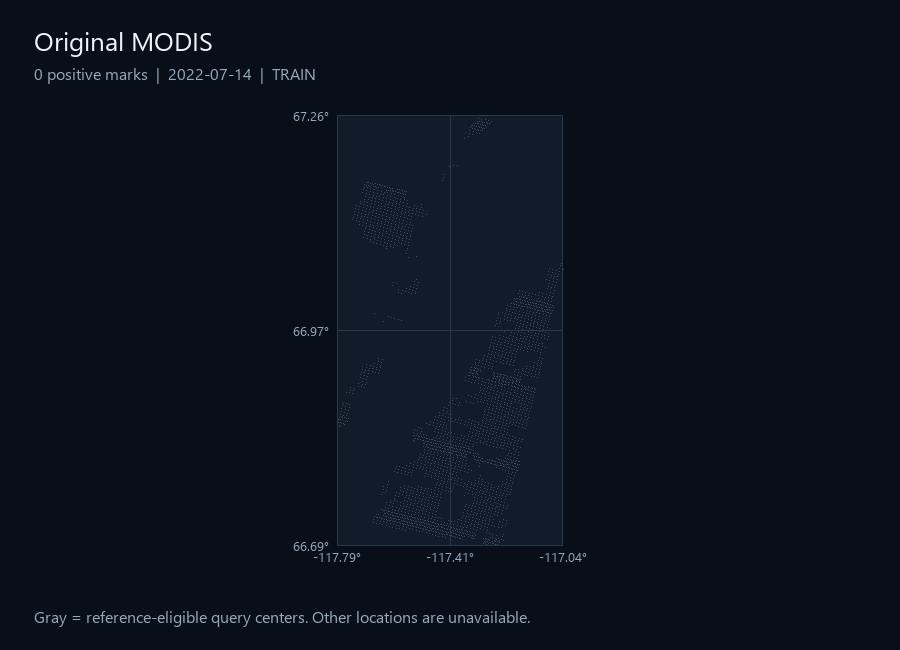 Original MODIS
0 positive marks | 2022-07-14 | TRAIN
67.26°
66.97°
66.69°
-117.79° -117.41° -117.04°
Gray = reference-eligible query centers. Other locations are unavailable.